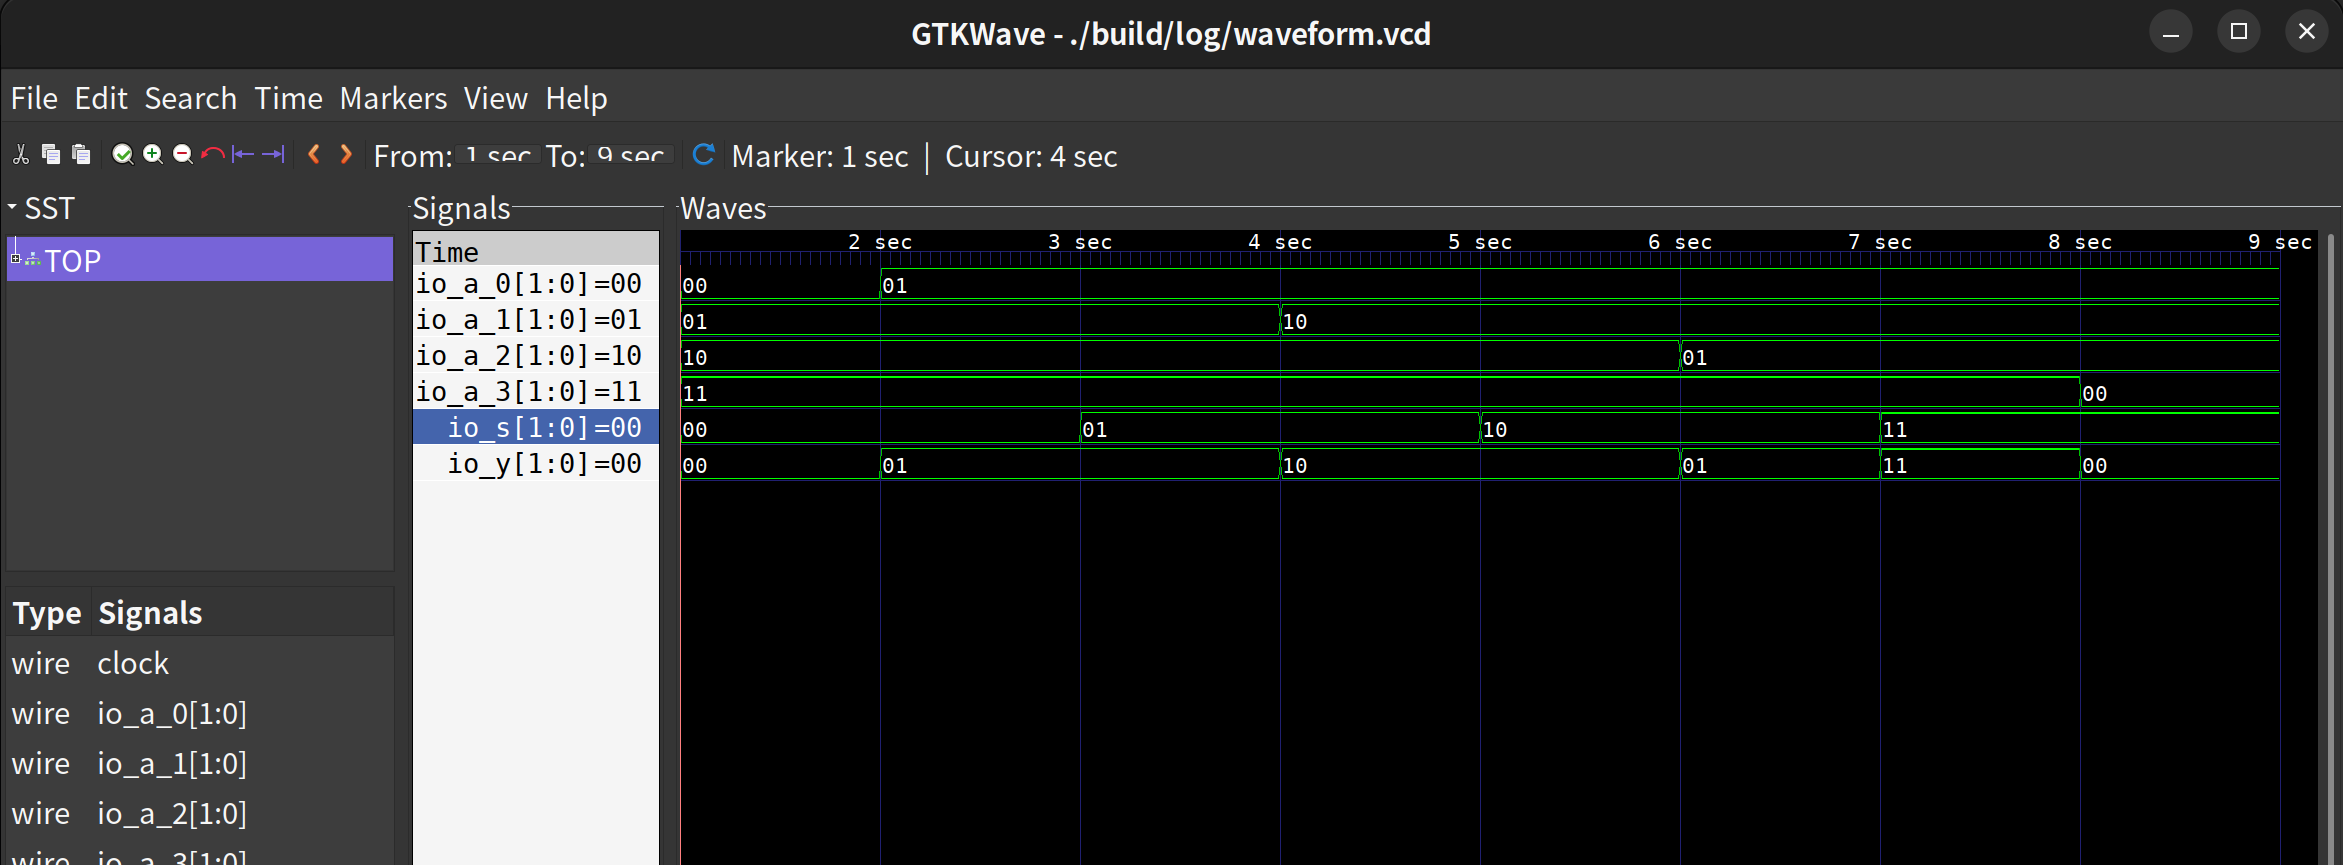 GTKWave - ./build/log/waveform.vcd
File Edit Search Time Markers View Help
From: 1 sec To: 9 sec Marker: 1 sec | Cursor: 4 sec
SST
TOP
Type Signals
wire clock
wire io_a_0[1:0]
wire io_a_1[1:0]
wire io_a_2[1:0]
wire io_a_3[1:0]
Signals
Time
io_a_0[1:0]=00
io_a_1[1:0]=01
io_a_2[1:0]=10
io_a_3[1:0]=11
io_s[1:0]=00
io_y[1:0]=00
Waves
2 sec 3 sec 4 sec 5 sec 6 sec 7 sec 8 sec 9 sec
00 01
01 10
10 01
11 00
00 01 10 11
00 01 10 01 11 00